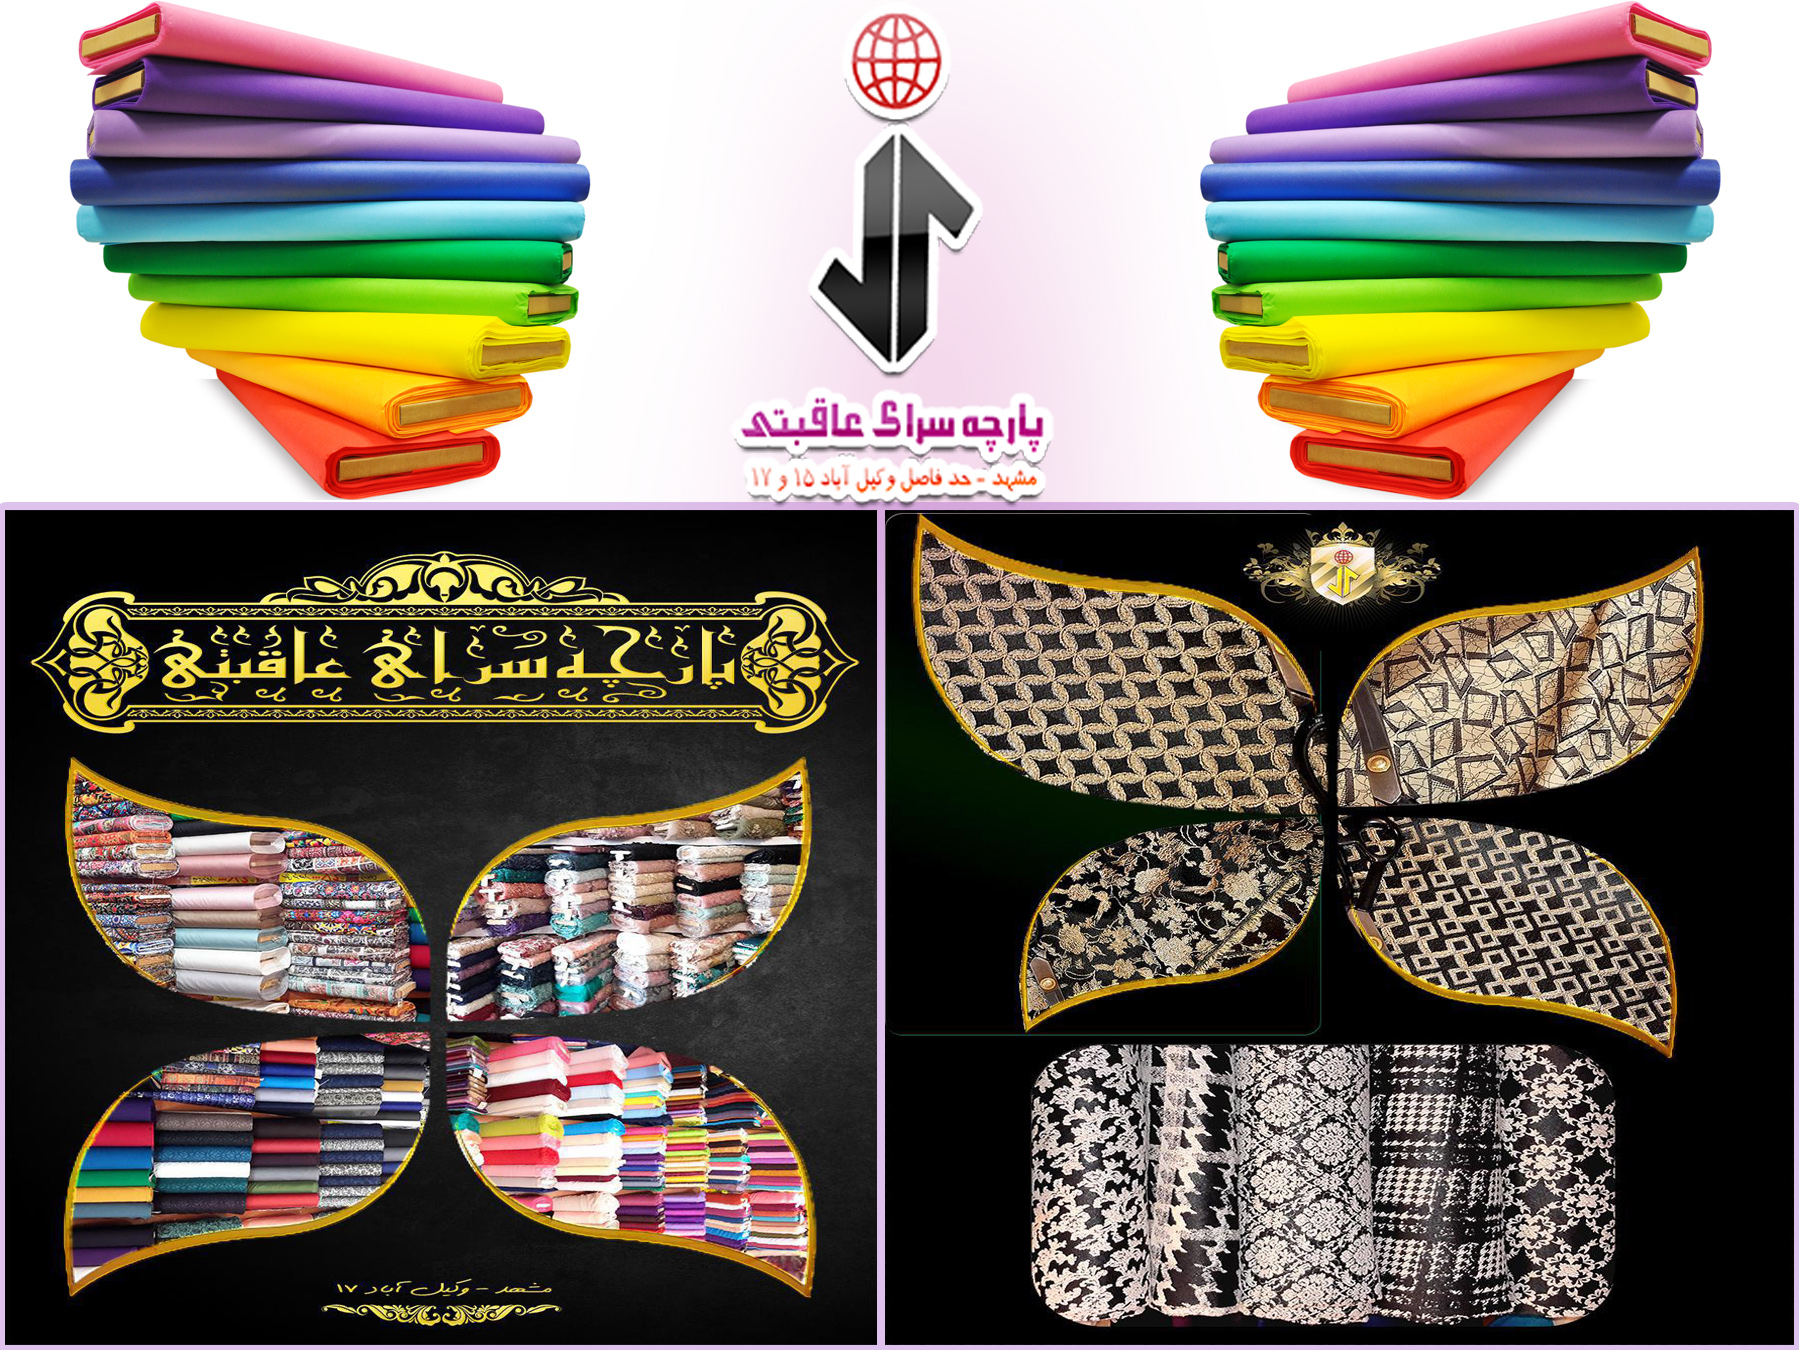 پارچه سرای عاقبتی
مشهد - حد فاصل وکیل آباد ۱۵ و ۱۷
پارچه سرای عاقبتی
مشهد - وکیل آباد ۱۷